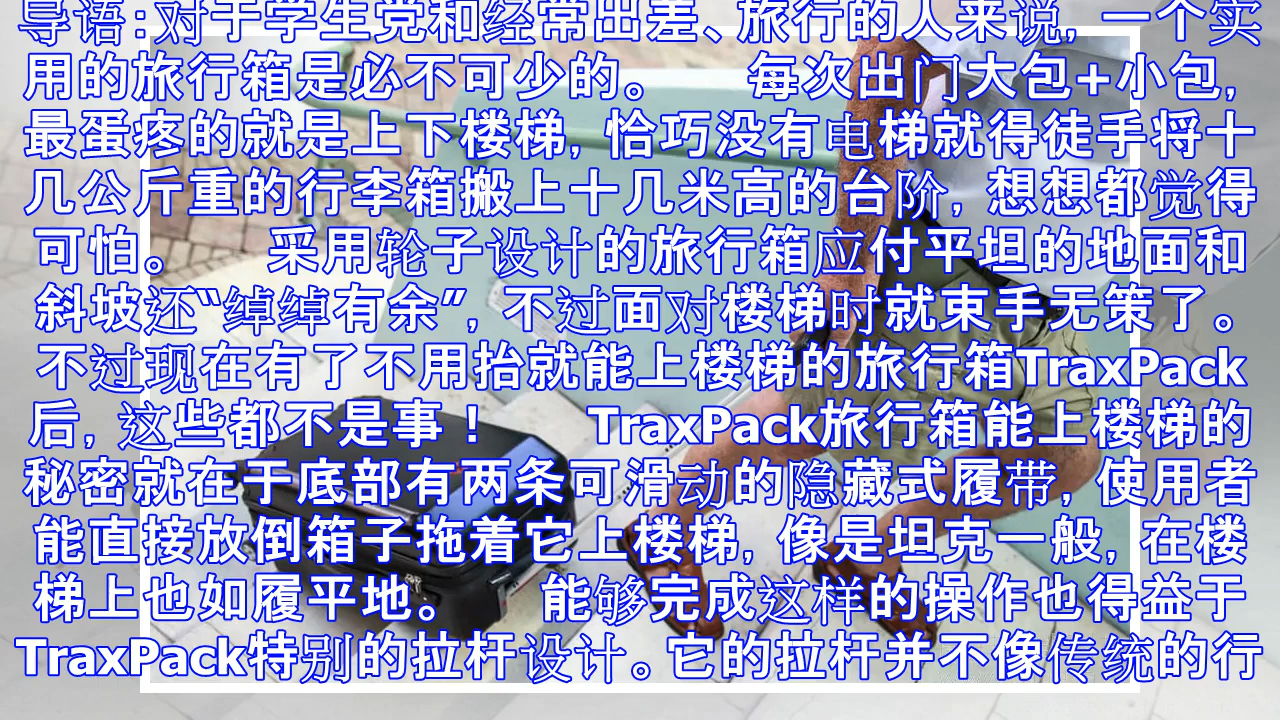 导语:对于学生党和经常出差、旅行的人来说, 一个实
用的旅行箱是必不可少的。 每次出门大包+小包,
最蛋疼的就是上下楼梯, 恰巧没有电梯就得徒手将十
几公斤重的行李箱搬上十几米高的台阶, 想想都觉得
可怕。 采用轮子设计的旅行箱应付平坦的地面和
斜坡还“绰绰有余”, 不过面对楼梯时就束手无策了。
不过现在有了不用抬就能上楼梯的旅行箱TraxPack
后, 这些都不是事！ TraxPack旅行箱能上楼梯的
秘密就在于底部有两条可滑动的隐藏式履带, 使用者
能直接放倒箱子拖着它上楼梯, 像是坦克一般, 在楼
梯上也如履平地。 能够完成这样的操作也得益于
TraxPack特别的拉杆设计。它的拉杆并不像传统的行